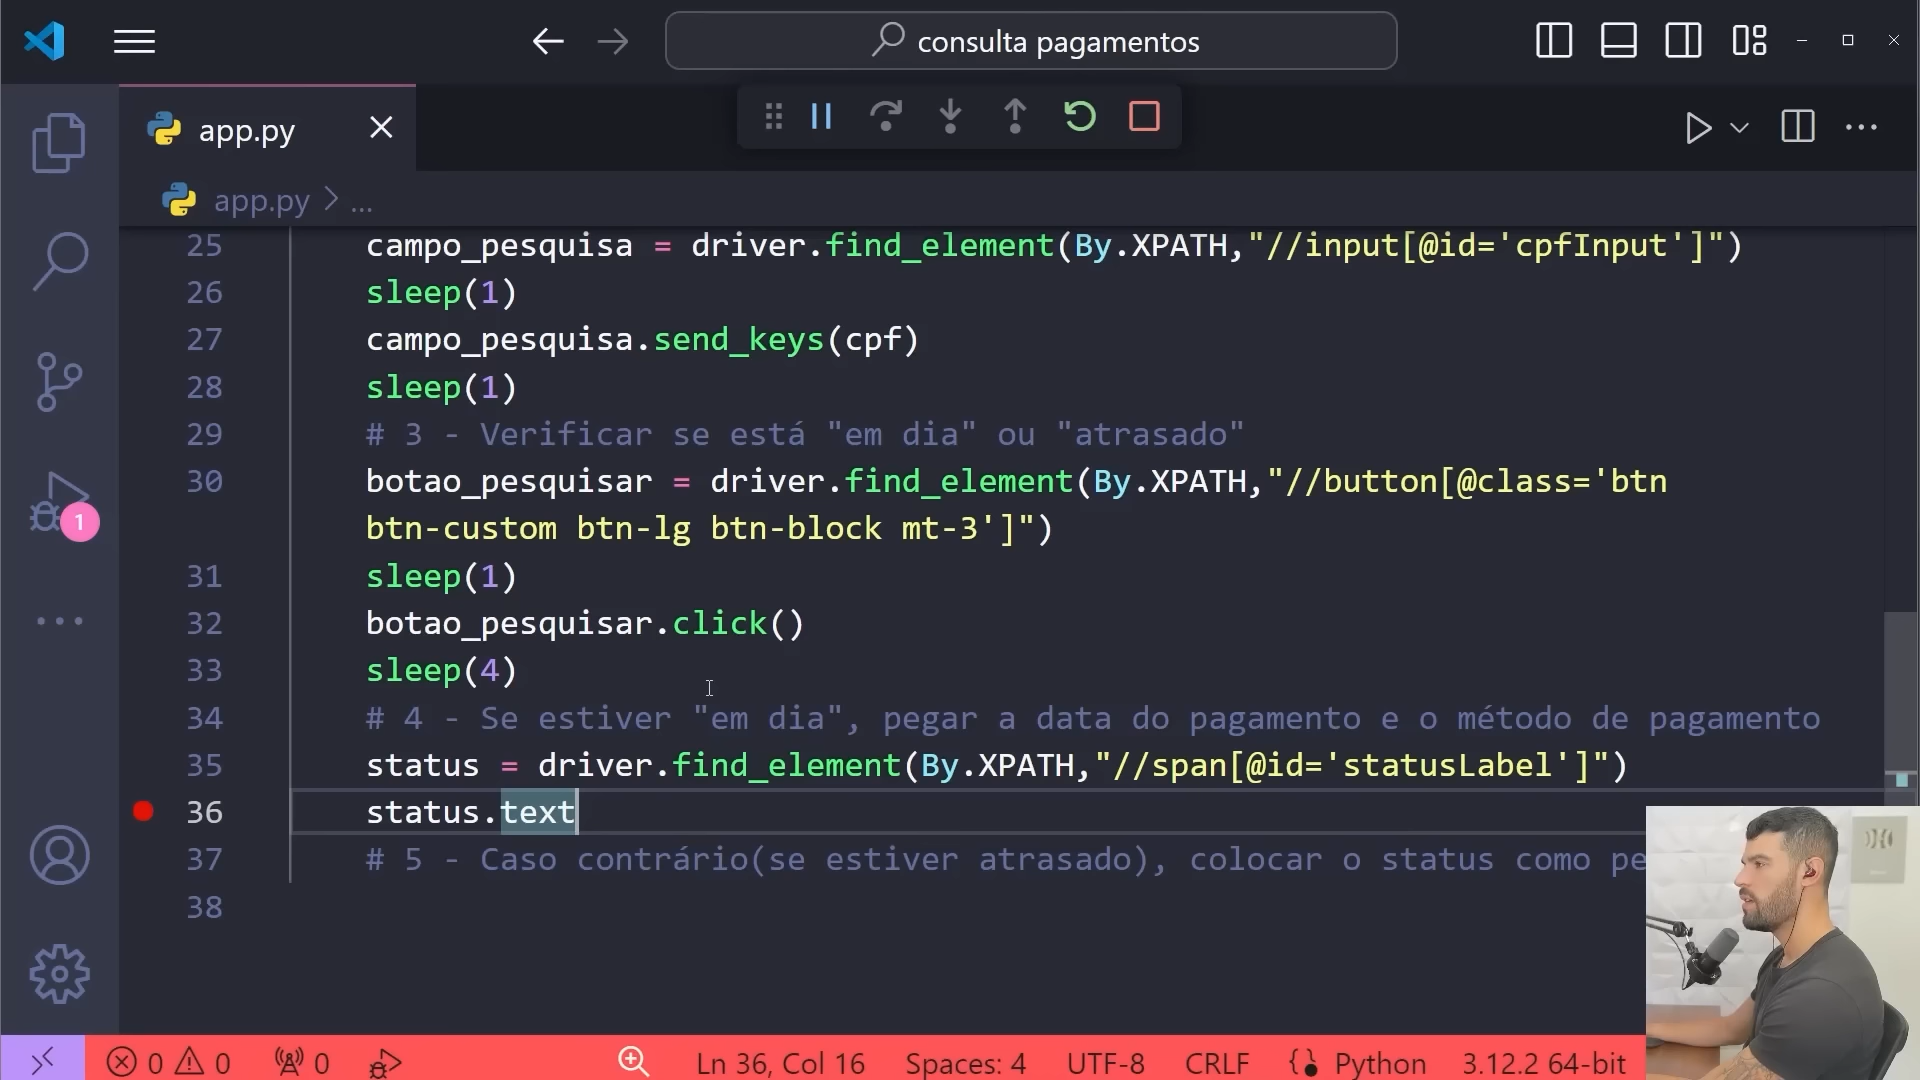 consulta pagamentos
app.py
app.py > ...
25 campo_pesquisa = driver.find_element(By.XPATH,"//input[@id='cpfInput']")
26 sleep(1)
27 campo_pesquisa.send_keys(cpf)
28 sleep(1)
29 # 3 - Verificar se está "em dia" ou "atrasado"
30 botao_pesquisar = driver.find_element(By.XPATH,"//button[@class='btn
btn-custom btn-lg btn-block mt-3']")
31 sleep(1)
32 botao_pesquisar.click()
33 sleep(4)
34 # 4 - Se estiver "em dia", pegar a data do pagamento e o método de pagamento
35 status = driver.find_element(By.XPATH,"//span[@id='statusLabel']")
36 status.text
37 # 5 - Caso contrário(se estiver atrasado), colocar o status como pe
38
1
0 0 0 Ln 36, Col 16 Spaces: 4 UTF-8 CRLF Python 3.12.2 64-bit